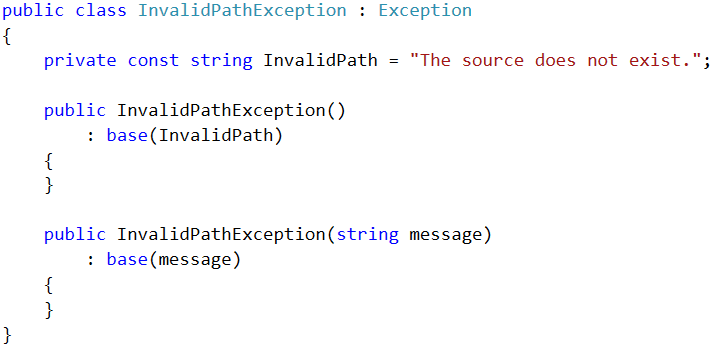 public class InvalidPathException : Exception
{
    private const string InvalidPath = "The source does not exist.";

    public InvalidPathException()
        : base(InvalidPath)
    {
    }

    public InvalidPathException(string message)
        : base(message)
    {
    }
}